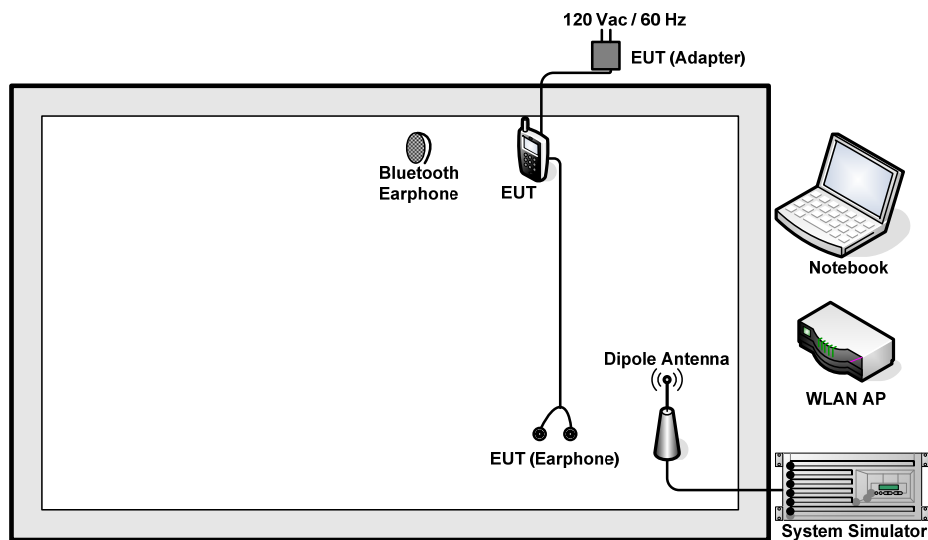 120 Vac / 60 Hz
EUT (Adapter)
Bluetooth
Earphone
EUT
Notebook
Dipole Antenna
WLAN AP
EUT (Earphone)
System Simulator